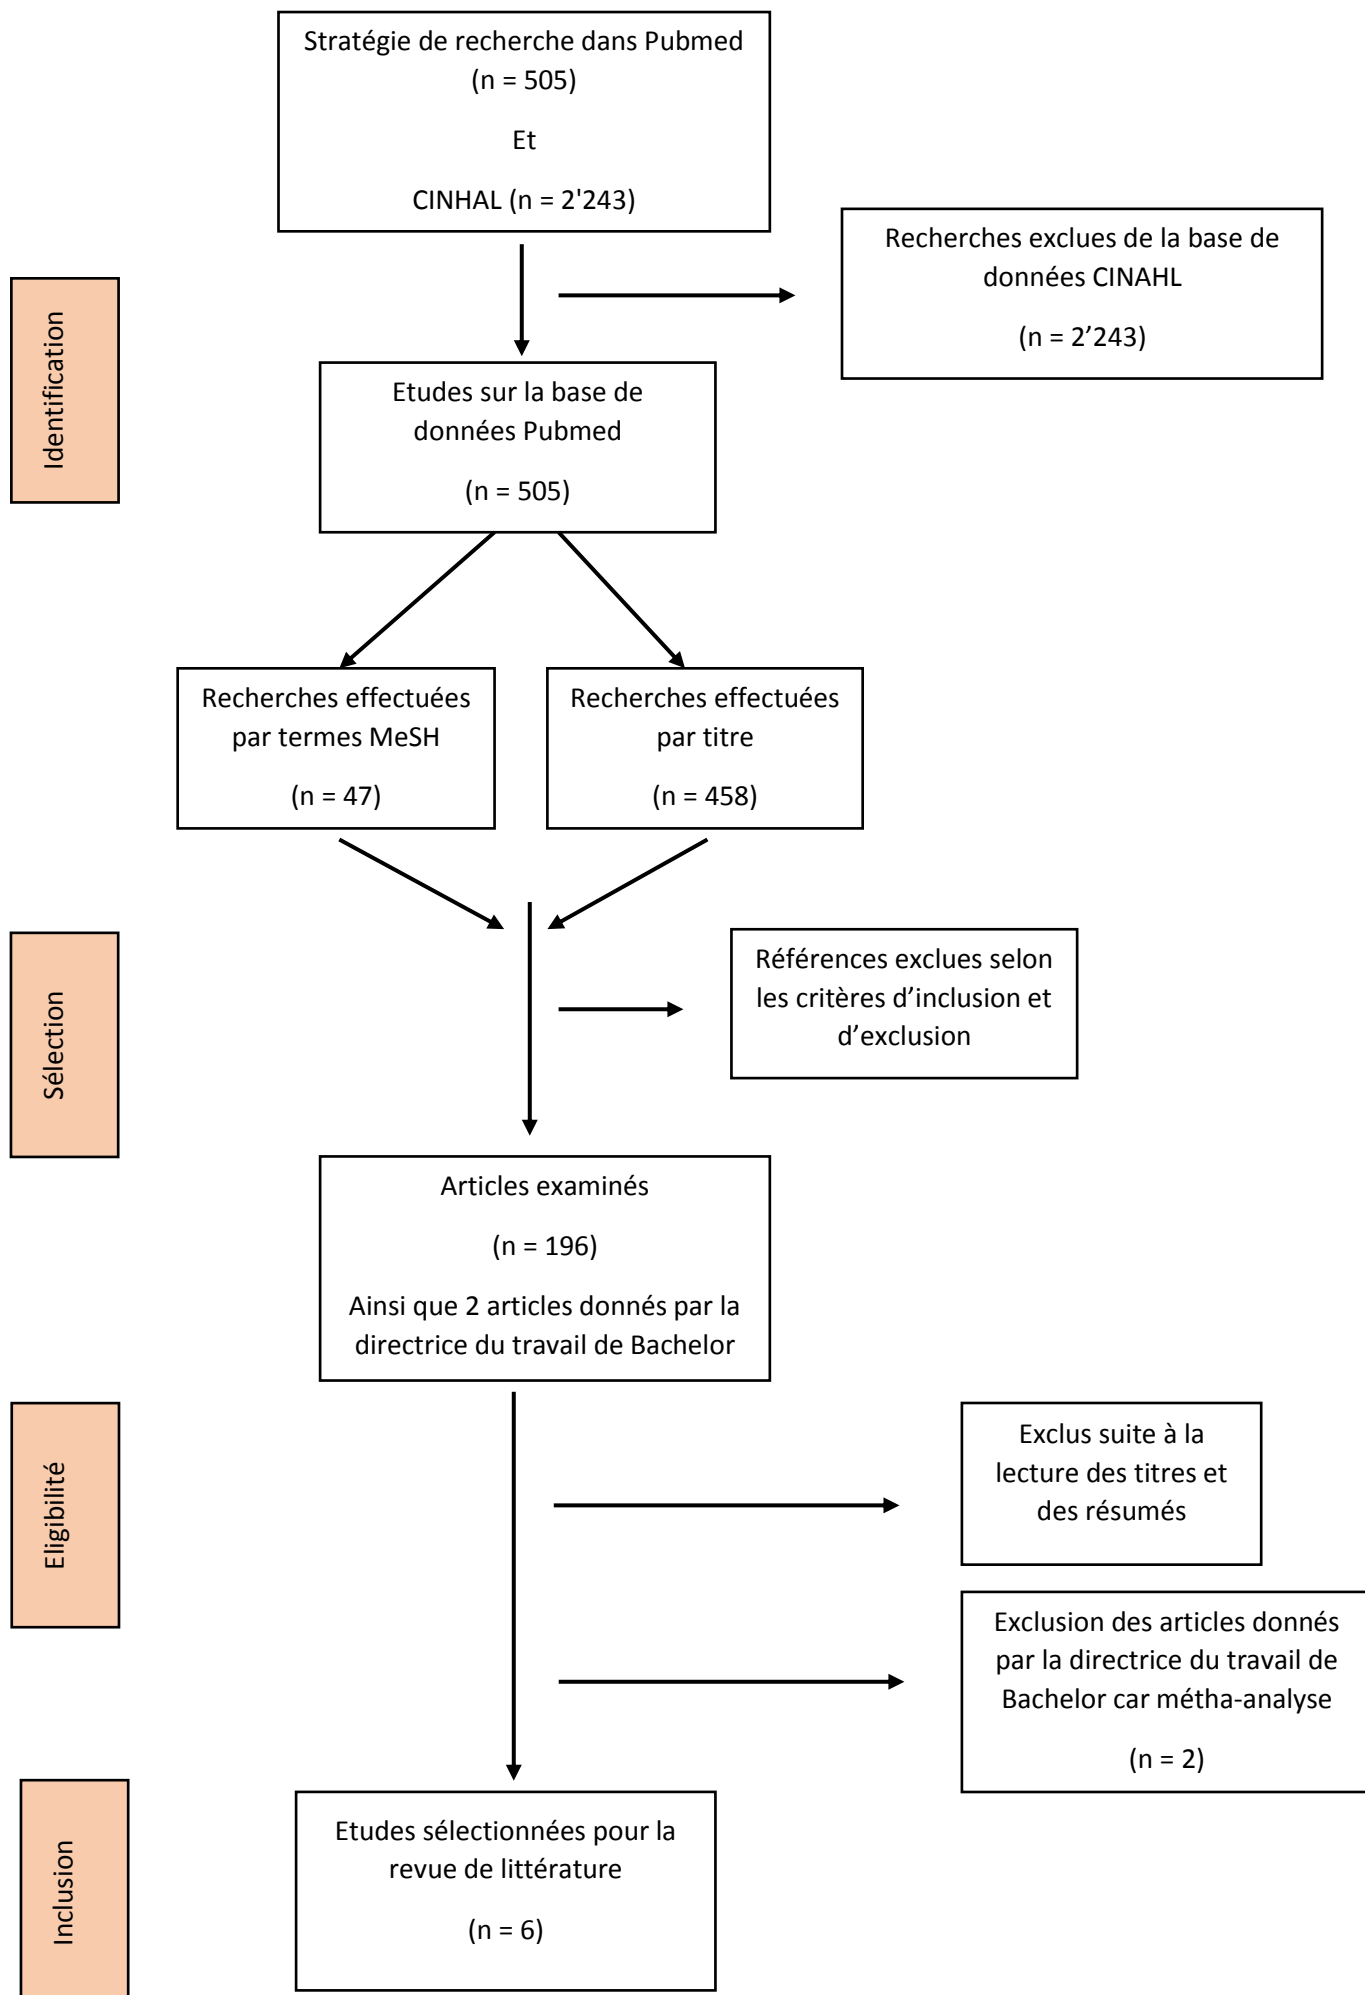 Stratégie de recherche dans Pubmed
(n = 505)
Et
CINHAL (n = 2'243)
Recherches exclues de la base de
données CINAHL
(n = 2’243)
Identification
Etudes sur la base de
données Pubmed
(n = 505)
Recherches effectuées
par termes MeSH
(n = 47)
Recherches effectuées
par titre
(n = 458)
Sélection
Références exclues selon
les critères d’inclusion et
d’exclusion
Articles examinés
(n = 196)
Ainsi que 2 articles donnés par la
directrice du travail de Bachelor
Eligibilité
Exclus suite à la
lecture des titres et
des résumés
Exclusion des articles donnés
par la directrice du travail de
Bachelor car métha-analyse
(n = 2)
Inclusion
Etudes sélectionnées pour la
revue de littérature
(n = 6)